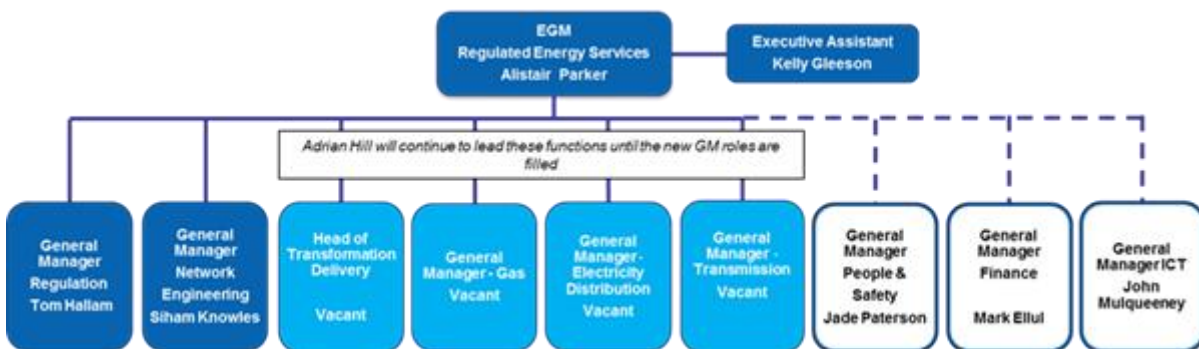 EGM
Regulated Energy Services
Alistair Parker
Executive Assistant
Kelly Gleeson
Adrian Hill will continue to lead these functions until the new GM roles are
filled
General
Manager
Regulation
Tom Hallam
General
Manager
Network
Engineering
Siham Knowles
Head of
Transformation
Delivery
Vacant
General
Manager - Gas
Vacant
General
Manager-
Electricity
Distribution
Vacant
General
Manager -
Transmission
Vacant
General
Manager
People &
Safety
Jade Paterson
General
Manager
Finance
Mark Ellul
General
Manager ICT
John
Mulqueeney